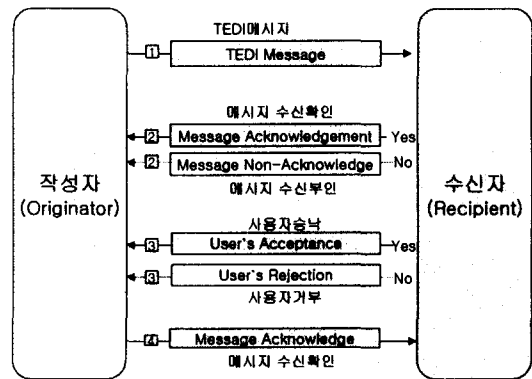 TEDI메시지
1 TEDI Message
메시지 수신확인
2 Message Acknowledgement Yes
2 Message Non-Acknowledge No
메시지 수신부인
작성자
(Originator)
수신자
(Recipient)
사용자승낙
3 User's Acceptance Yes
3 User's Rejection No
사용자거부
4 Message Acknowledge
메시지 수신확인